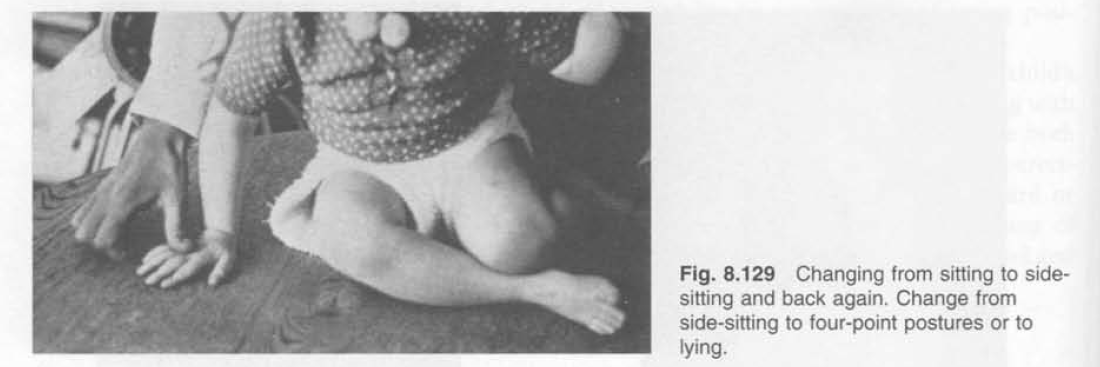 Fig. 8.129 Changing from sitting to side-
sitting and back again. Change from
side-sitting to four-point postures or to
lying.